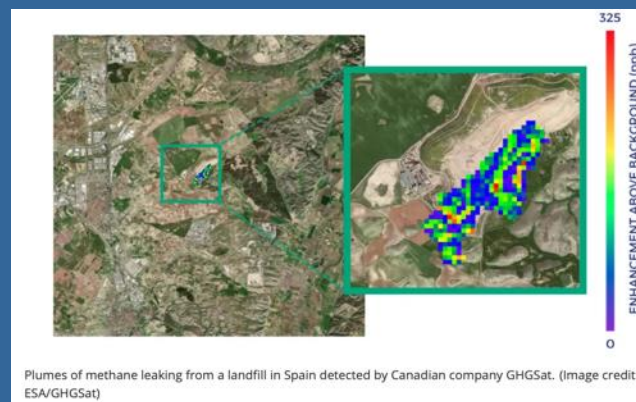 325
ENHANCEMENT ABOVE BACKGROUND (ppb)
0
Plumes of methane leaking from a landfill in Spain detected by Canadian company GHGSat. (Image credit
ESA/GHGSat)